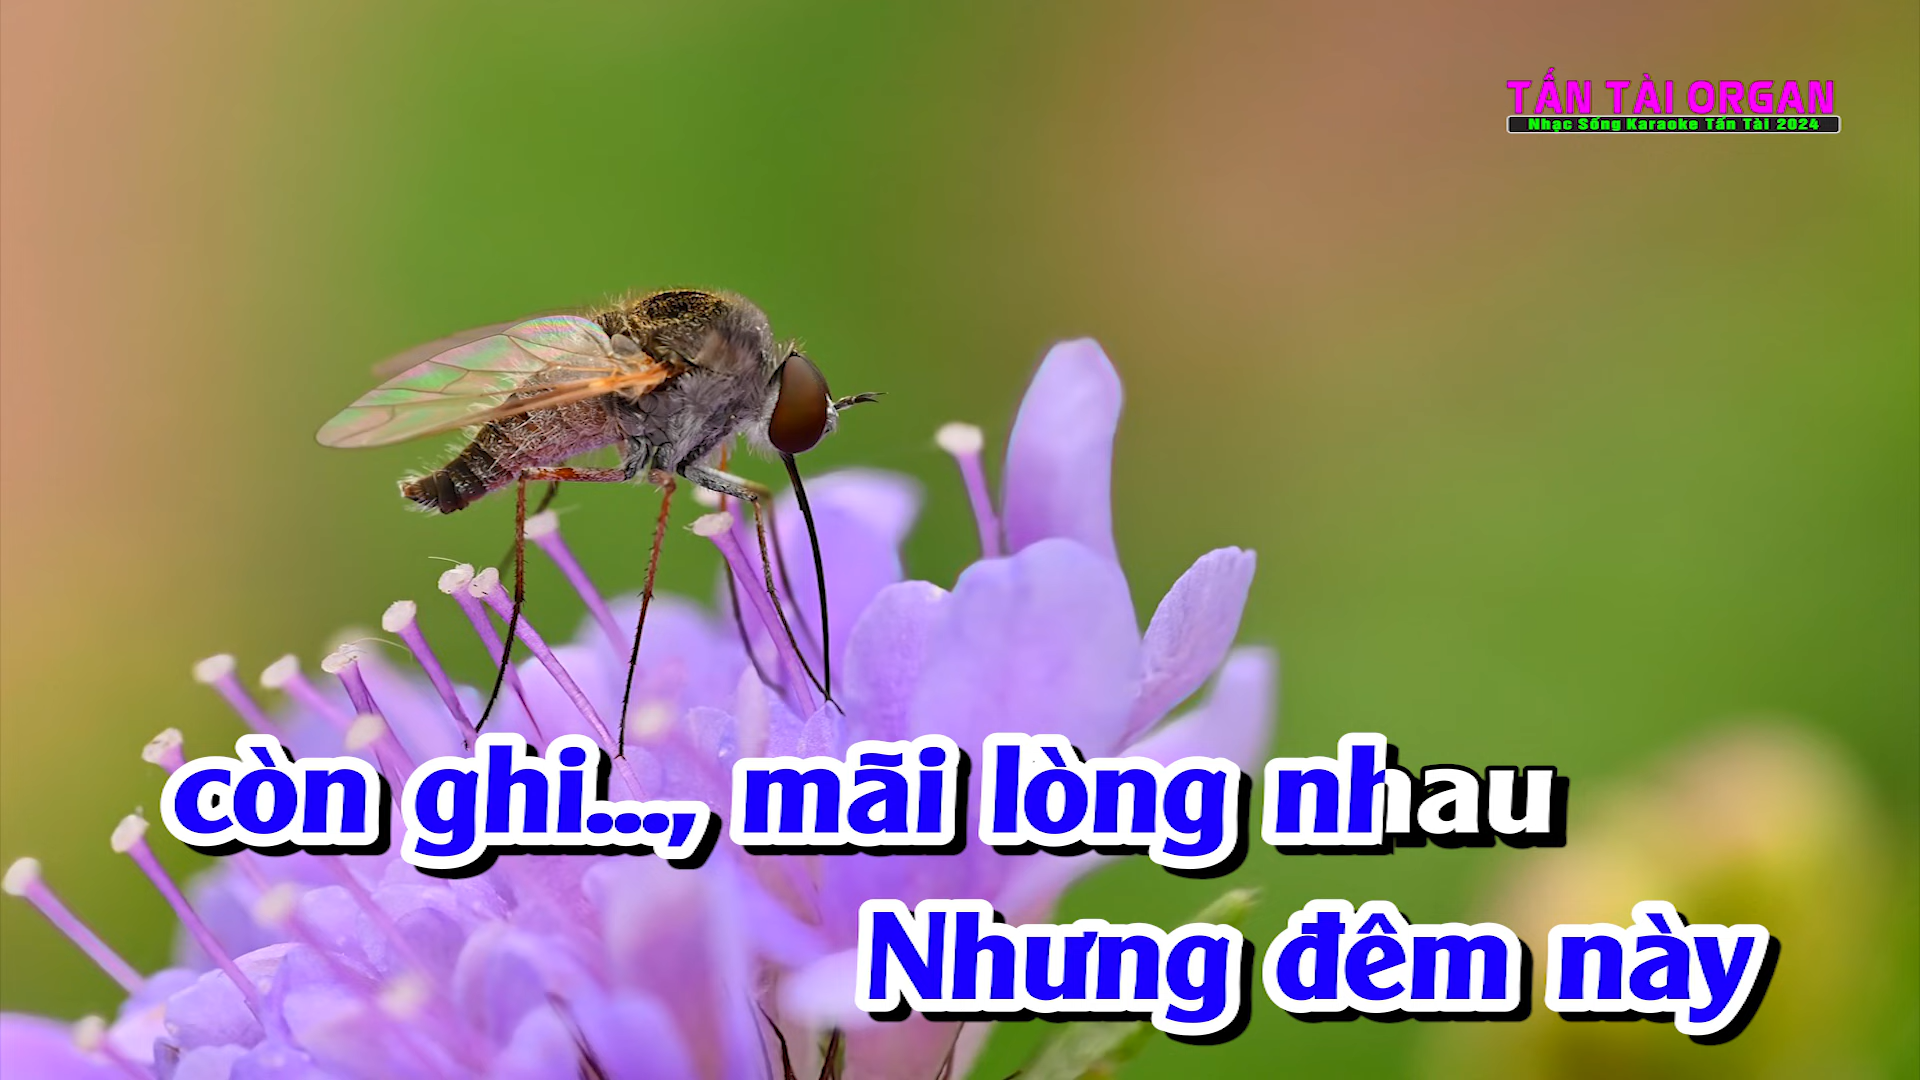 TẤN TÀI ORGAN
Nhạc Sống Karaoke Tấn Tài 2024
còn ghi..., mãi lòng nhau
Nhưng đêm này